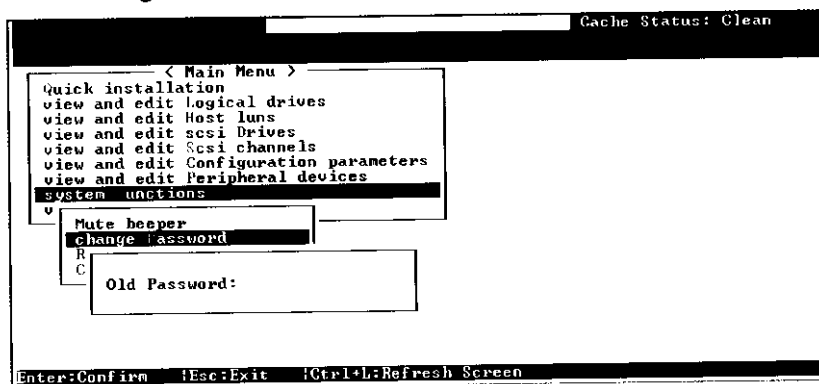 Cache Status: Clean
< Main Menu >
Quick installation
view and edit Logical drives
view and edit Host luns
view and edit scsi Drives
view and edit Scsi channels
view and edit Configuration parameters
view and edit Peripheral devices
system unctions
v
Mute beeper
change assword
R
C
Old Password:
Enter:Confirm |Esc:Exit |Ctrl+L:Refresh Screen